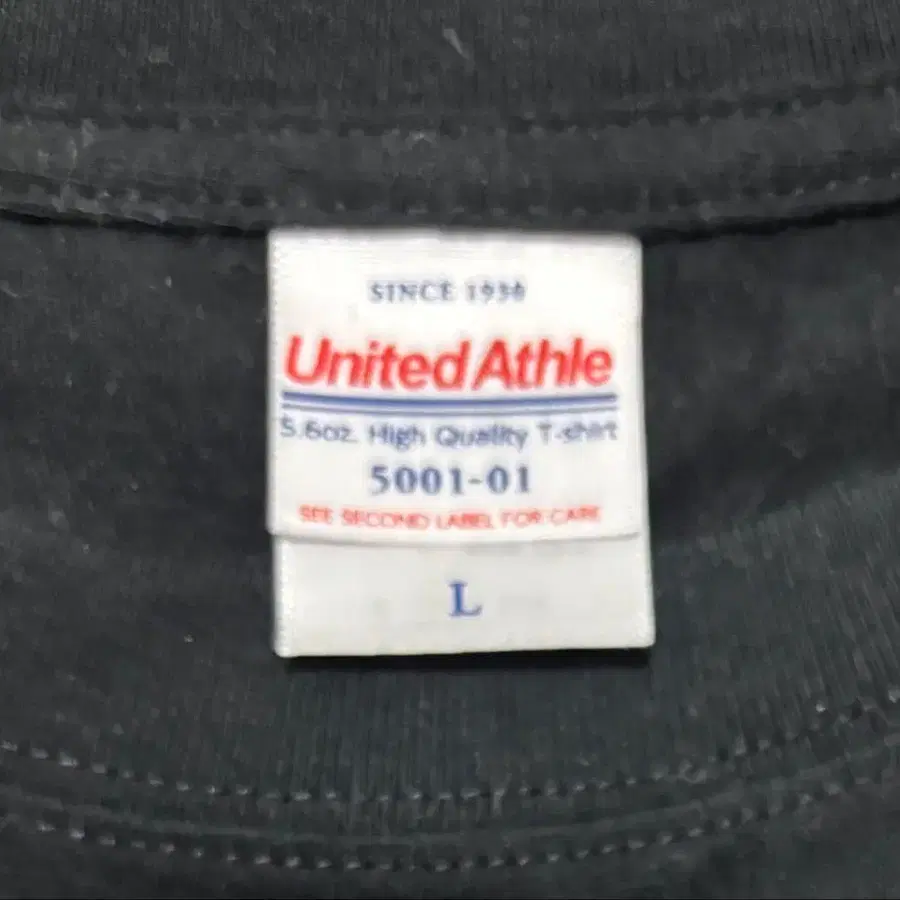 SINCE 1930
United Athle
5.6oz. High Quality T-shirt
5001-01
SEE SECOND LABEL FOR CARE
L